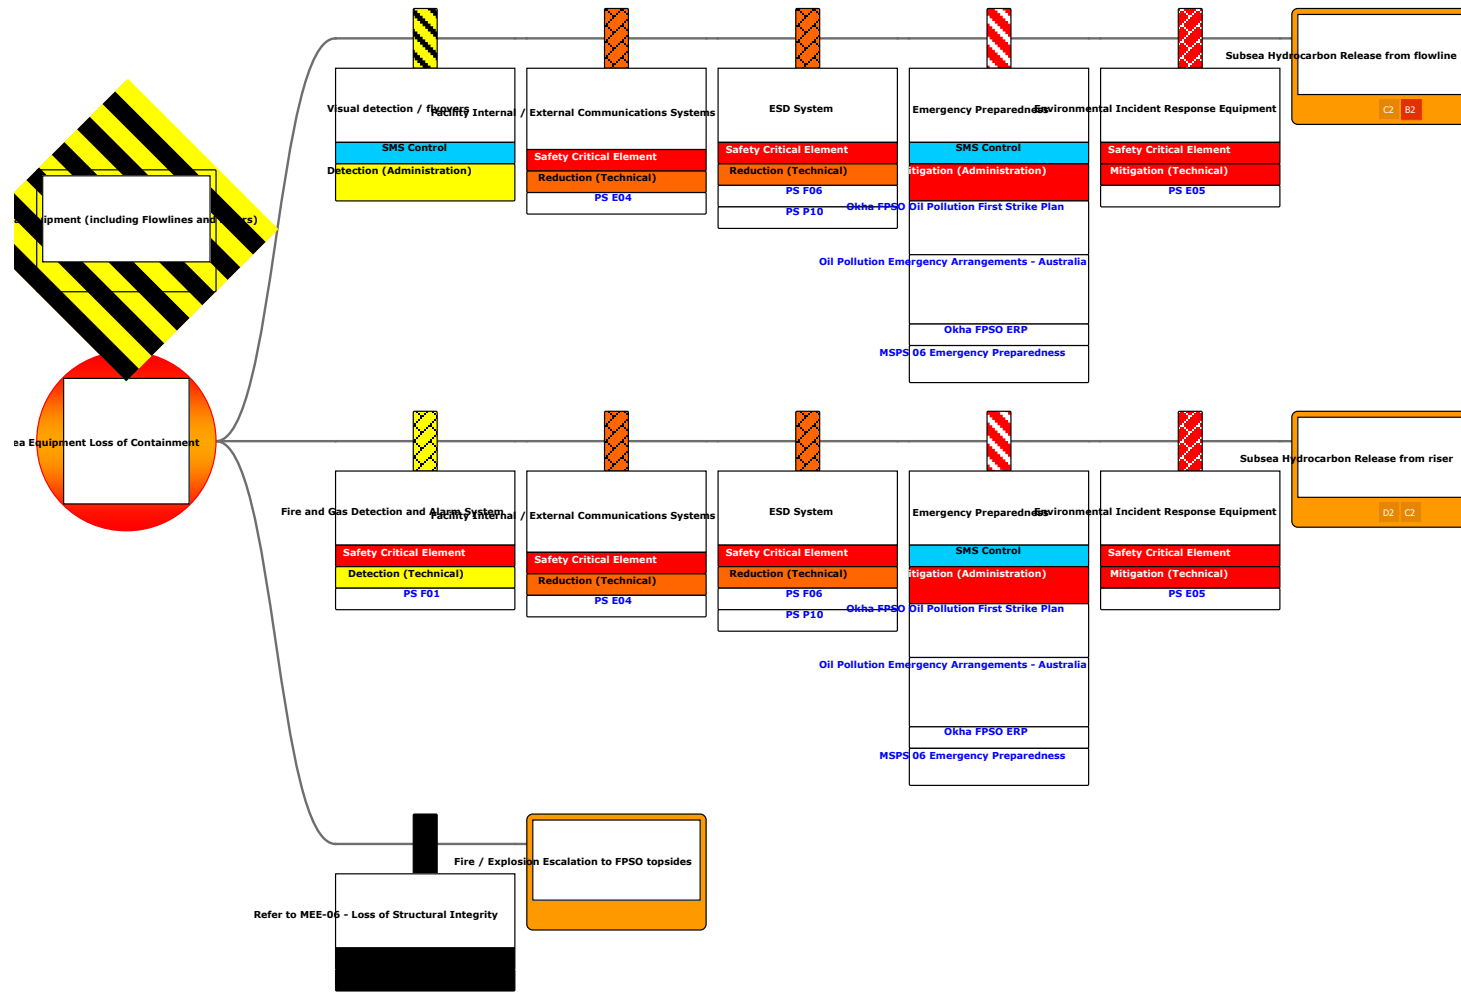 Visual detection / flyovers
Facility Internal / External Communications Systems
ESD System
Emergency Preparedness
Environmental Incident Response Equipment
Subsea Hydrocarbon Release from flowline
C2 B2
SMS Control
Safety Critical Element
Safety Critical Element
SMS Control
Safety Critical Element
Detection (Administration)
Reduction (Technical)
Reduction (Technical)
itigation (Administration)
Mitigation (Technical)
PS E04
PS F06
PS P10
PS E05
Okha FPSO Oil Pollution First Strike Plan
Oil Pollution Emergency Arrangements - Australia
Okha FPSO ERP
MSPS 06 Emergency Preparedness
ipment (including Flowlines and
rs)
ea Equipment Loss of Containment
Fire and Gas Detection and Alarm System
Facility Internal / External Communications Systems
ESD System
Emergency Preparedness
Environmental Incident Response Equipment
Subsea Hydrocarbon Release from riser
D2 C2
Safety Critical Element
Safety Critical Element
Safety Critical Element
SMS Control
Safety Critical Element
Detection (Technical)
Reduction (Technical)
Reduction (Technical)
itigation (Administration)
Mitigation (Technical)
PS F01
PS E04
PS F06
PS P10
PS E05
Okha FPSO Oil Pollution First Strike Plan
Oil Pollution Emergency Arrangements - Australia
Okha FPSO ERP
MSPS 06 Emergency Preparedness
Fire / Explosion Escalation to FPSO topsides
Refer to MEE-06 - Loss of Structural Integrity